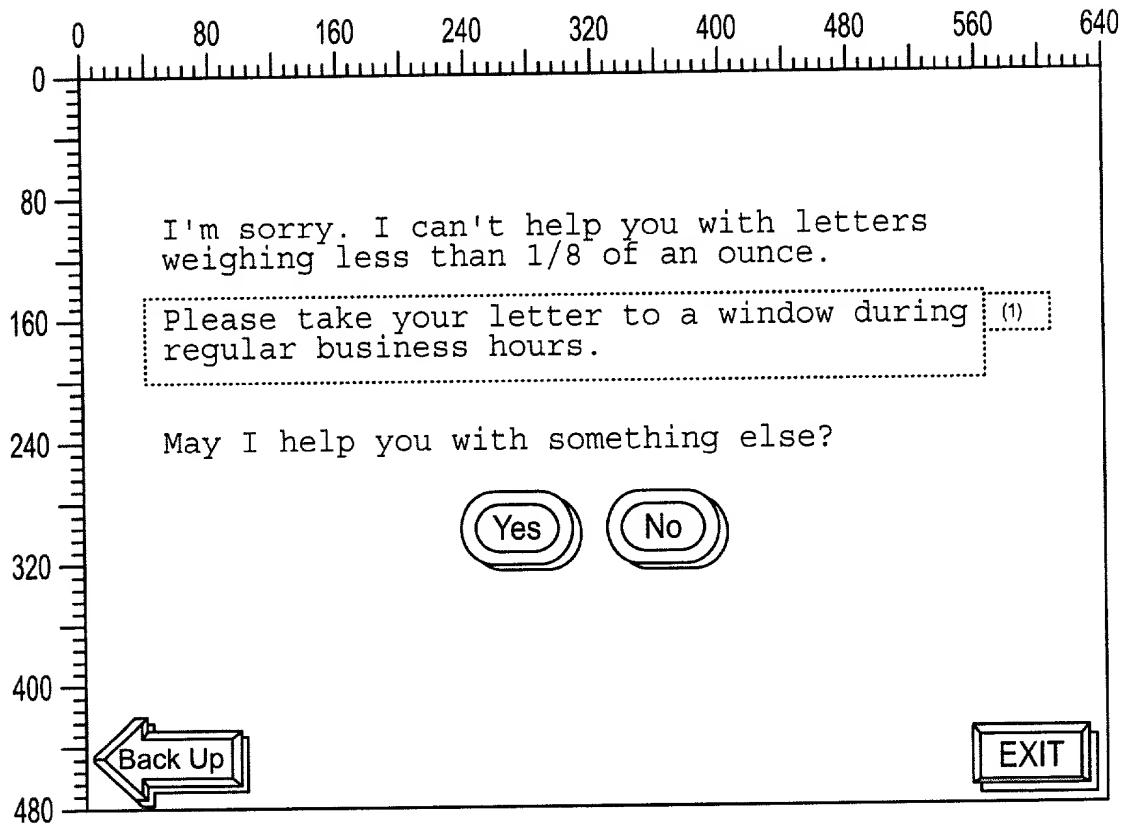 0 80 160 240 320 400 480 560 640
0
80
I'm sorry. I can't help you with letters
weighing less than 1/8 of an ounce.
160
Please take your letter to a window during (1)
regular business hours.
240
May I help you with something else?
Yes No
320
400
Back Up EXIT
480